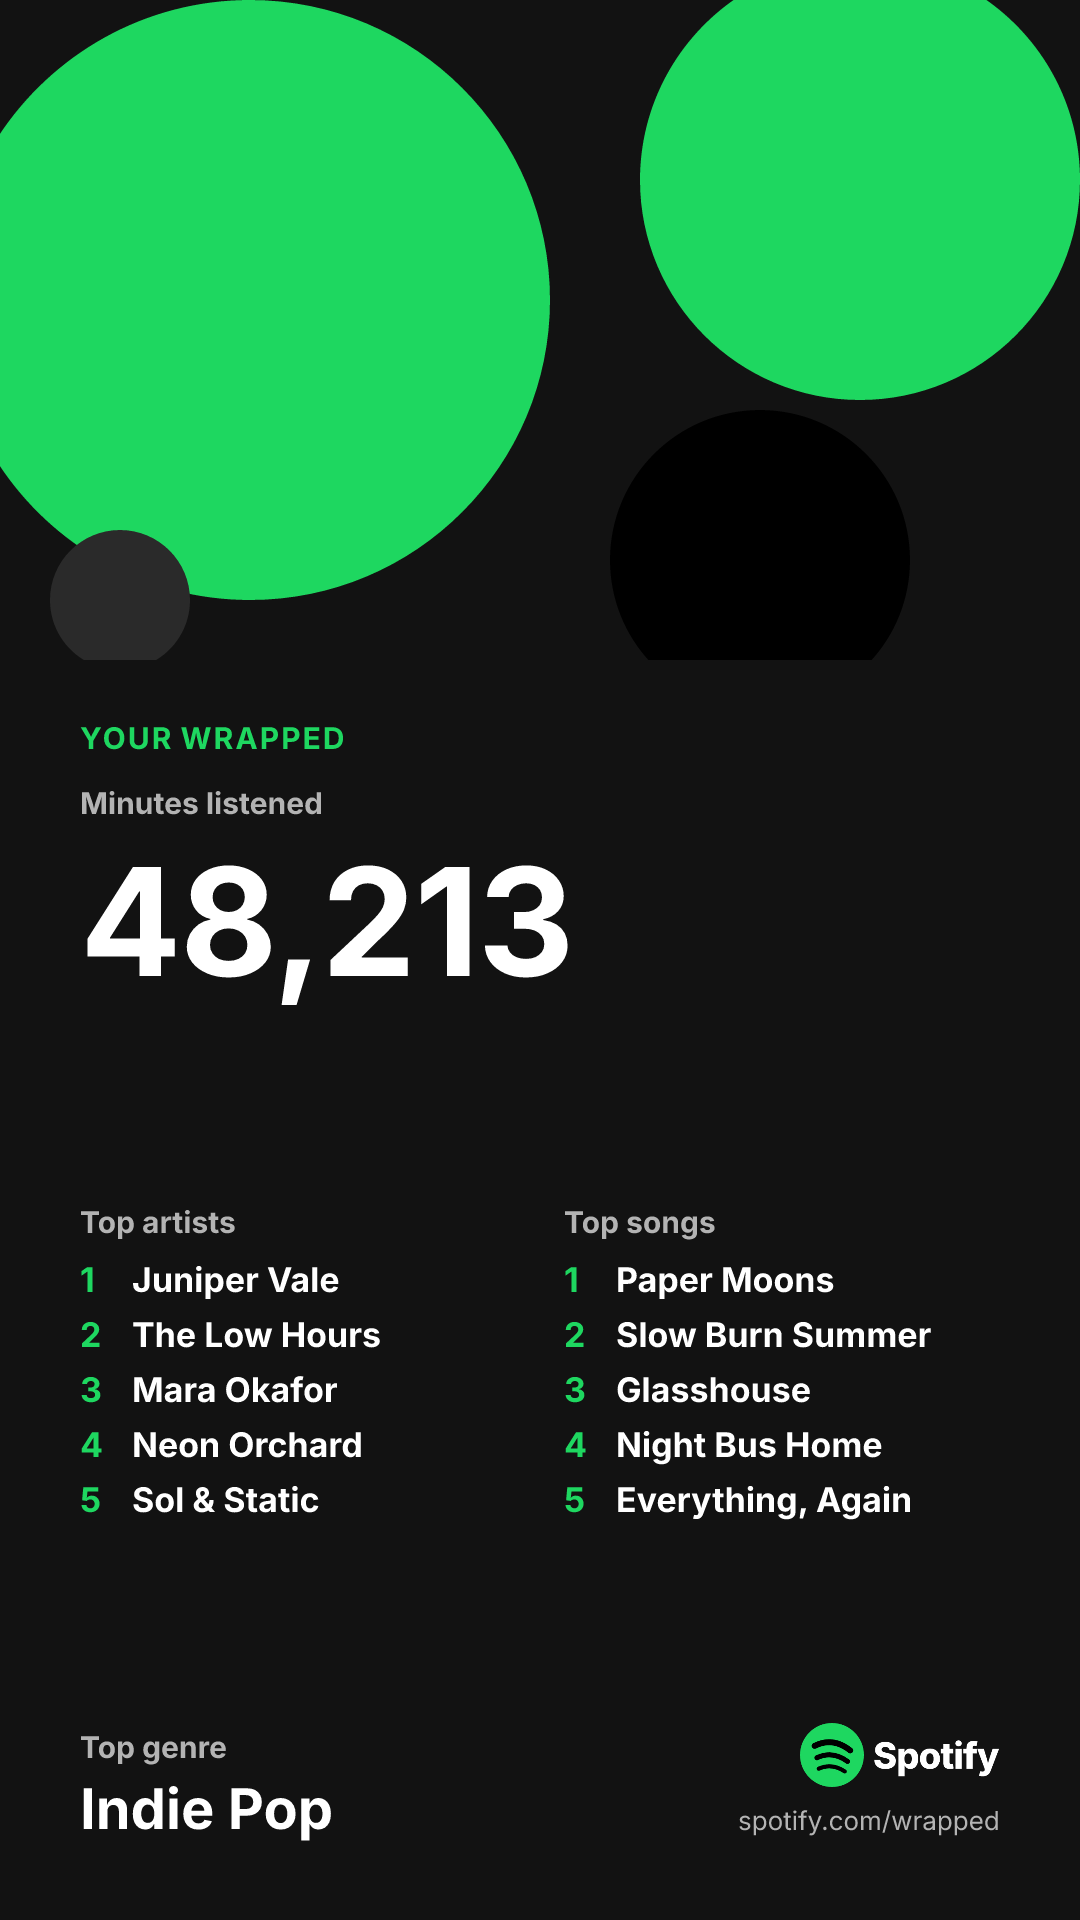 YOUR WRAPPED
Minutes listened
48,213
Top artists
1 Juniper Vale
2 The Low Hours
3 Mara Okafor
4 Neon Orchard
5 Sol & Static
Top songs
1 Paper Moons
2 Slow Burn Summer
3 Glasshouse
4 Night Bus Home
5 Everything, Again
Top genre
Indie Pop
Spotify
spotify.com/wrapped